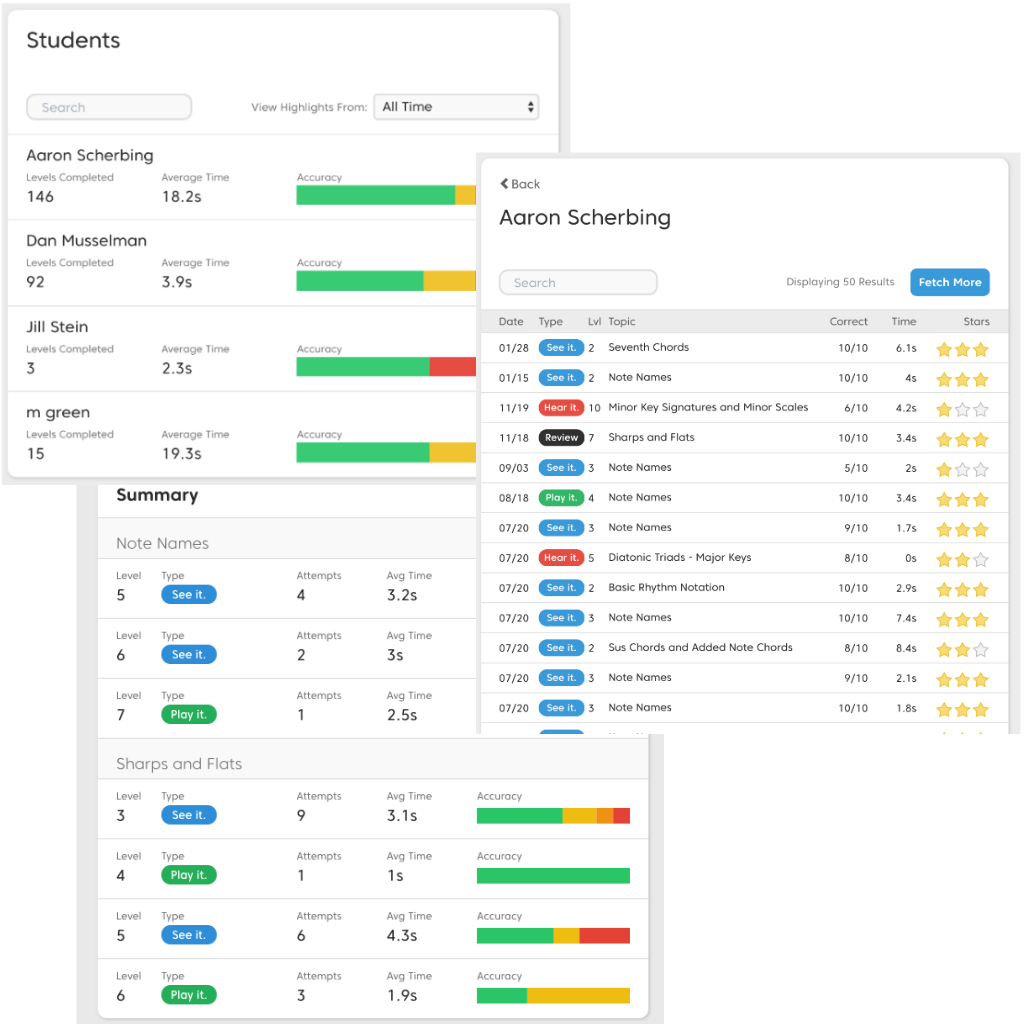 Students
Search
View Highlights From: All Time
Aaron Scherbing
Levels Completed Average Time Accuracy
146 18.2s
Dan Musselman
Levels Completed Average Time Accuracy
92 3.9s
Jill Stein
Levels Completed Average Time Accuracy
3 2.3s
m green
Levels Completed Average Time Accuracy
15 19.3s
Back
Aaron Scherbing
Search
Displaying 50 Results Fetch More
Date Type Lvl Topic Correct Time Stars
01/28 See it. 2 Seventh Chords 10/10 6.1s
01/15 See it. 2 Note Names 10/10 4s
11/19 Hear it. 10 Minor Key Signatures and Minor Scales 6/10 4.2s
11/18 Review 7 Sharps and Flats 10/10 3.4s
09/03 See it. 3 Note Names 5/10 2s
08/18 Play it. 4 Note Names 10/10 3.4s
07/20 See it. 3 Note Names 9/10 1.7s
07/20 Hear it. 5 Diatonic Triads - Major Keys 8/10 0s
07/20 See it. 2 Basic Rhythm Notation 10/10 2.9s
07/20 See it. 3 Note Names 10/10 7.4s
07/20 See it. 2 Sus Chords and Added Note Chords 8/10 8.4s
07/20 See it. 3 Note Names 9/10 2.1s
07/20 See it. 3 Note Names 10/10 1.8s
Summary
Note Names
Level Type Attempts Avg Time
5 See it. 4 3.2s
Level Type Attempts Avg Time
6 See it. 2 3s
Level Type Attempts Avg Time
7 Play it. 1 2.5s
Sharps and Flats
Level Type Attempts Avg Time Accuracy
3 See it. 9 3.1s
Level Type Attempts Avg Time Accuracy
4 Play it. 1 1s
Level Type Attempts Avg Time Accuracy
5 See it. 6 4.3s
Level Type Attempts Avg Time Accuracy
6 Play it. 3 1.9s